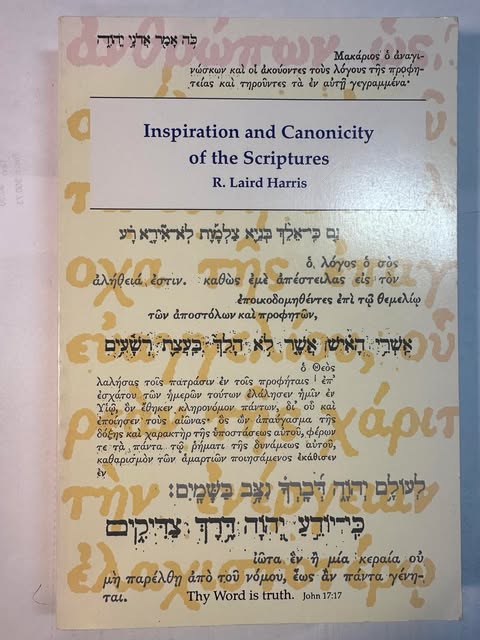 כֹּה אָמַר אֲדֹנָי יְהוִה
Μακάριος ὁ ἀναγι-
νώσκων καὶ οἱ ἀκούοντες τοὺς λόγους τῆς προφη-
τείας καὶ τηροῦντες τὰ ἐν αὐτῇ γεγραμμένα·
Inspiration and Canonicity
of the Scriptures
R. Laird Harris
גַּם כִּי־אֵלֵךְ בְּגֵיא צַלְמָוֶת לֹא־אִירָא רָע
ὁ λόγος ὁ σὸς
ἀλήθειά ἐστιν. καθὼς ἐμὲ ἀπέστειλας εἰς τὸν
ἐποικοδομηθέντες ἐπὶ τῷ θεμελίῳ
τῶν ἀποστόλων καὶ προφητῶν,
אַשְׁרֵי הָאִישׁ אֲשֶׁר לֹא הָלַךְ בַּעֲצַת רְשָׁעִים
ὁ Θεὸς
λαλήσας τοῖς πατράσιν ἐν τοῖς προφήταις ἐπ'
ἐσχάτου τῶν ἡμερῶν τούτων ἐλάλησεν ἡμῖν ἐν
Υἱῷ, ὃν ἔθηκεν κληρονόμον πάντων, δι' οὗ καὶ
ἐποίησεν τοὺς αἰῶνας· ὃς ὢν ἀπαύγασμα τῆς
δόξης καὶ χαρακτὴρ τῆς ὑποστάσεως αὐτοῦ, φέρων
τε τὰ πάντα τῷ ῥήματι τῆς δυνάμεως αὐτοῦ,
καθαρισμὸν τῶν ἁμαρτιῶν ποιησάμενος ἐκάθισεν
ἐν
לְעוֹלָם יְהוָה דְּבָרְךָ נִצָּב בַּשָּׁמָיִם׃
כִּי־יוֹדֵעַ יְהוָה דֶּרֶךְ צַדִּיקִים
ἰῶτα ἓν ἢ μία κεραία οὐ
μὴ παρέλθῃ ἀπὸ τοῦ νόμου, ἕως ἂν πάντα γένη-
ται.
Thy Word is truth. John 17:17